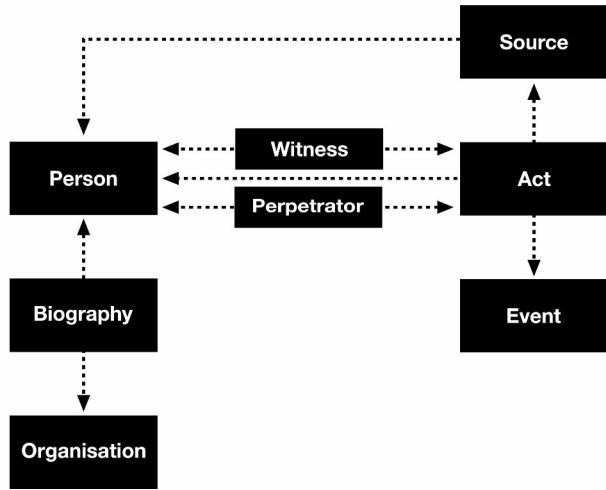 Source
Witness
Person
Act
Perpetrator
Biography
Event
Organisation